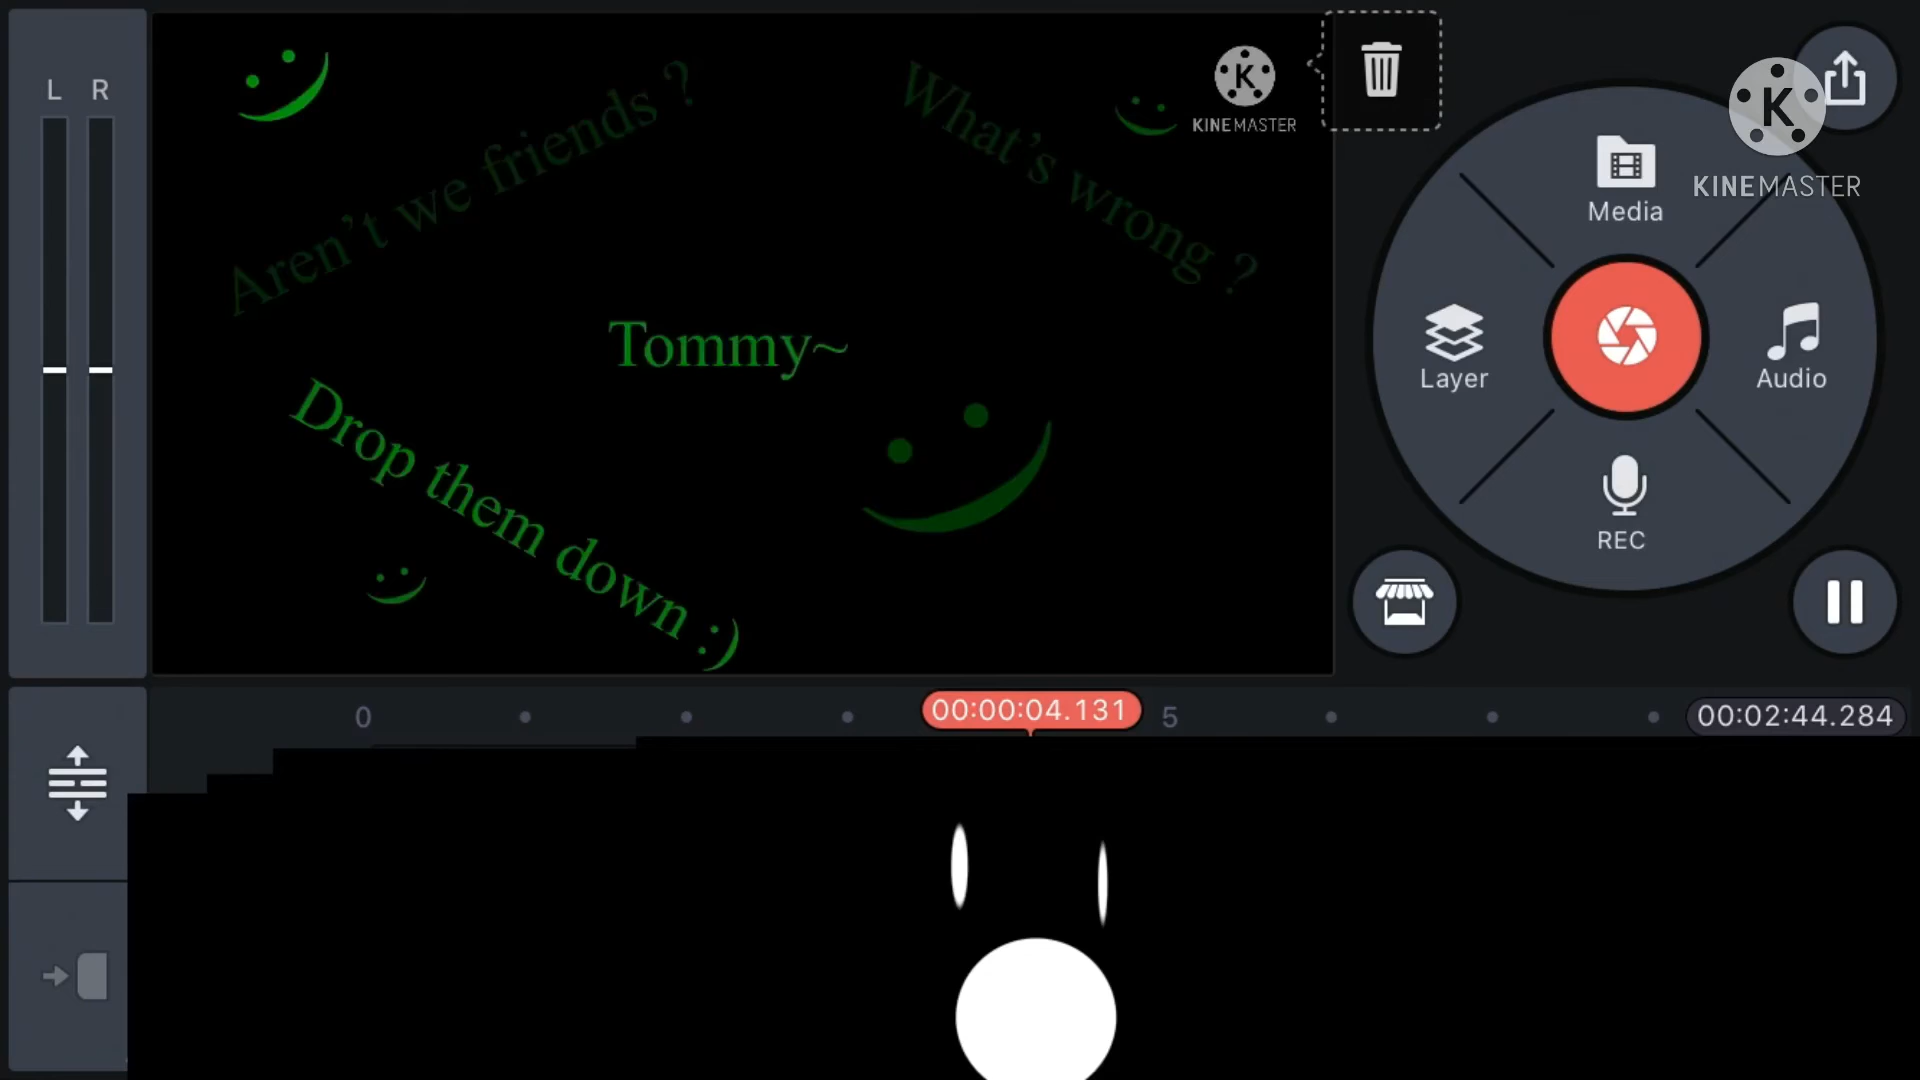 L R
Aren't we friends ?
What's wrong ?
KINEMASTER
Tommy~
Drop them down :)
K
KINEMASTER
Media
Layer
Audio
REC
0
00:00:04.131
5
00:02:44.284